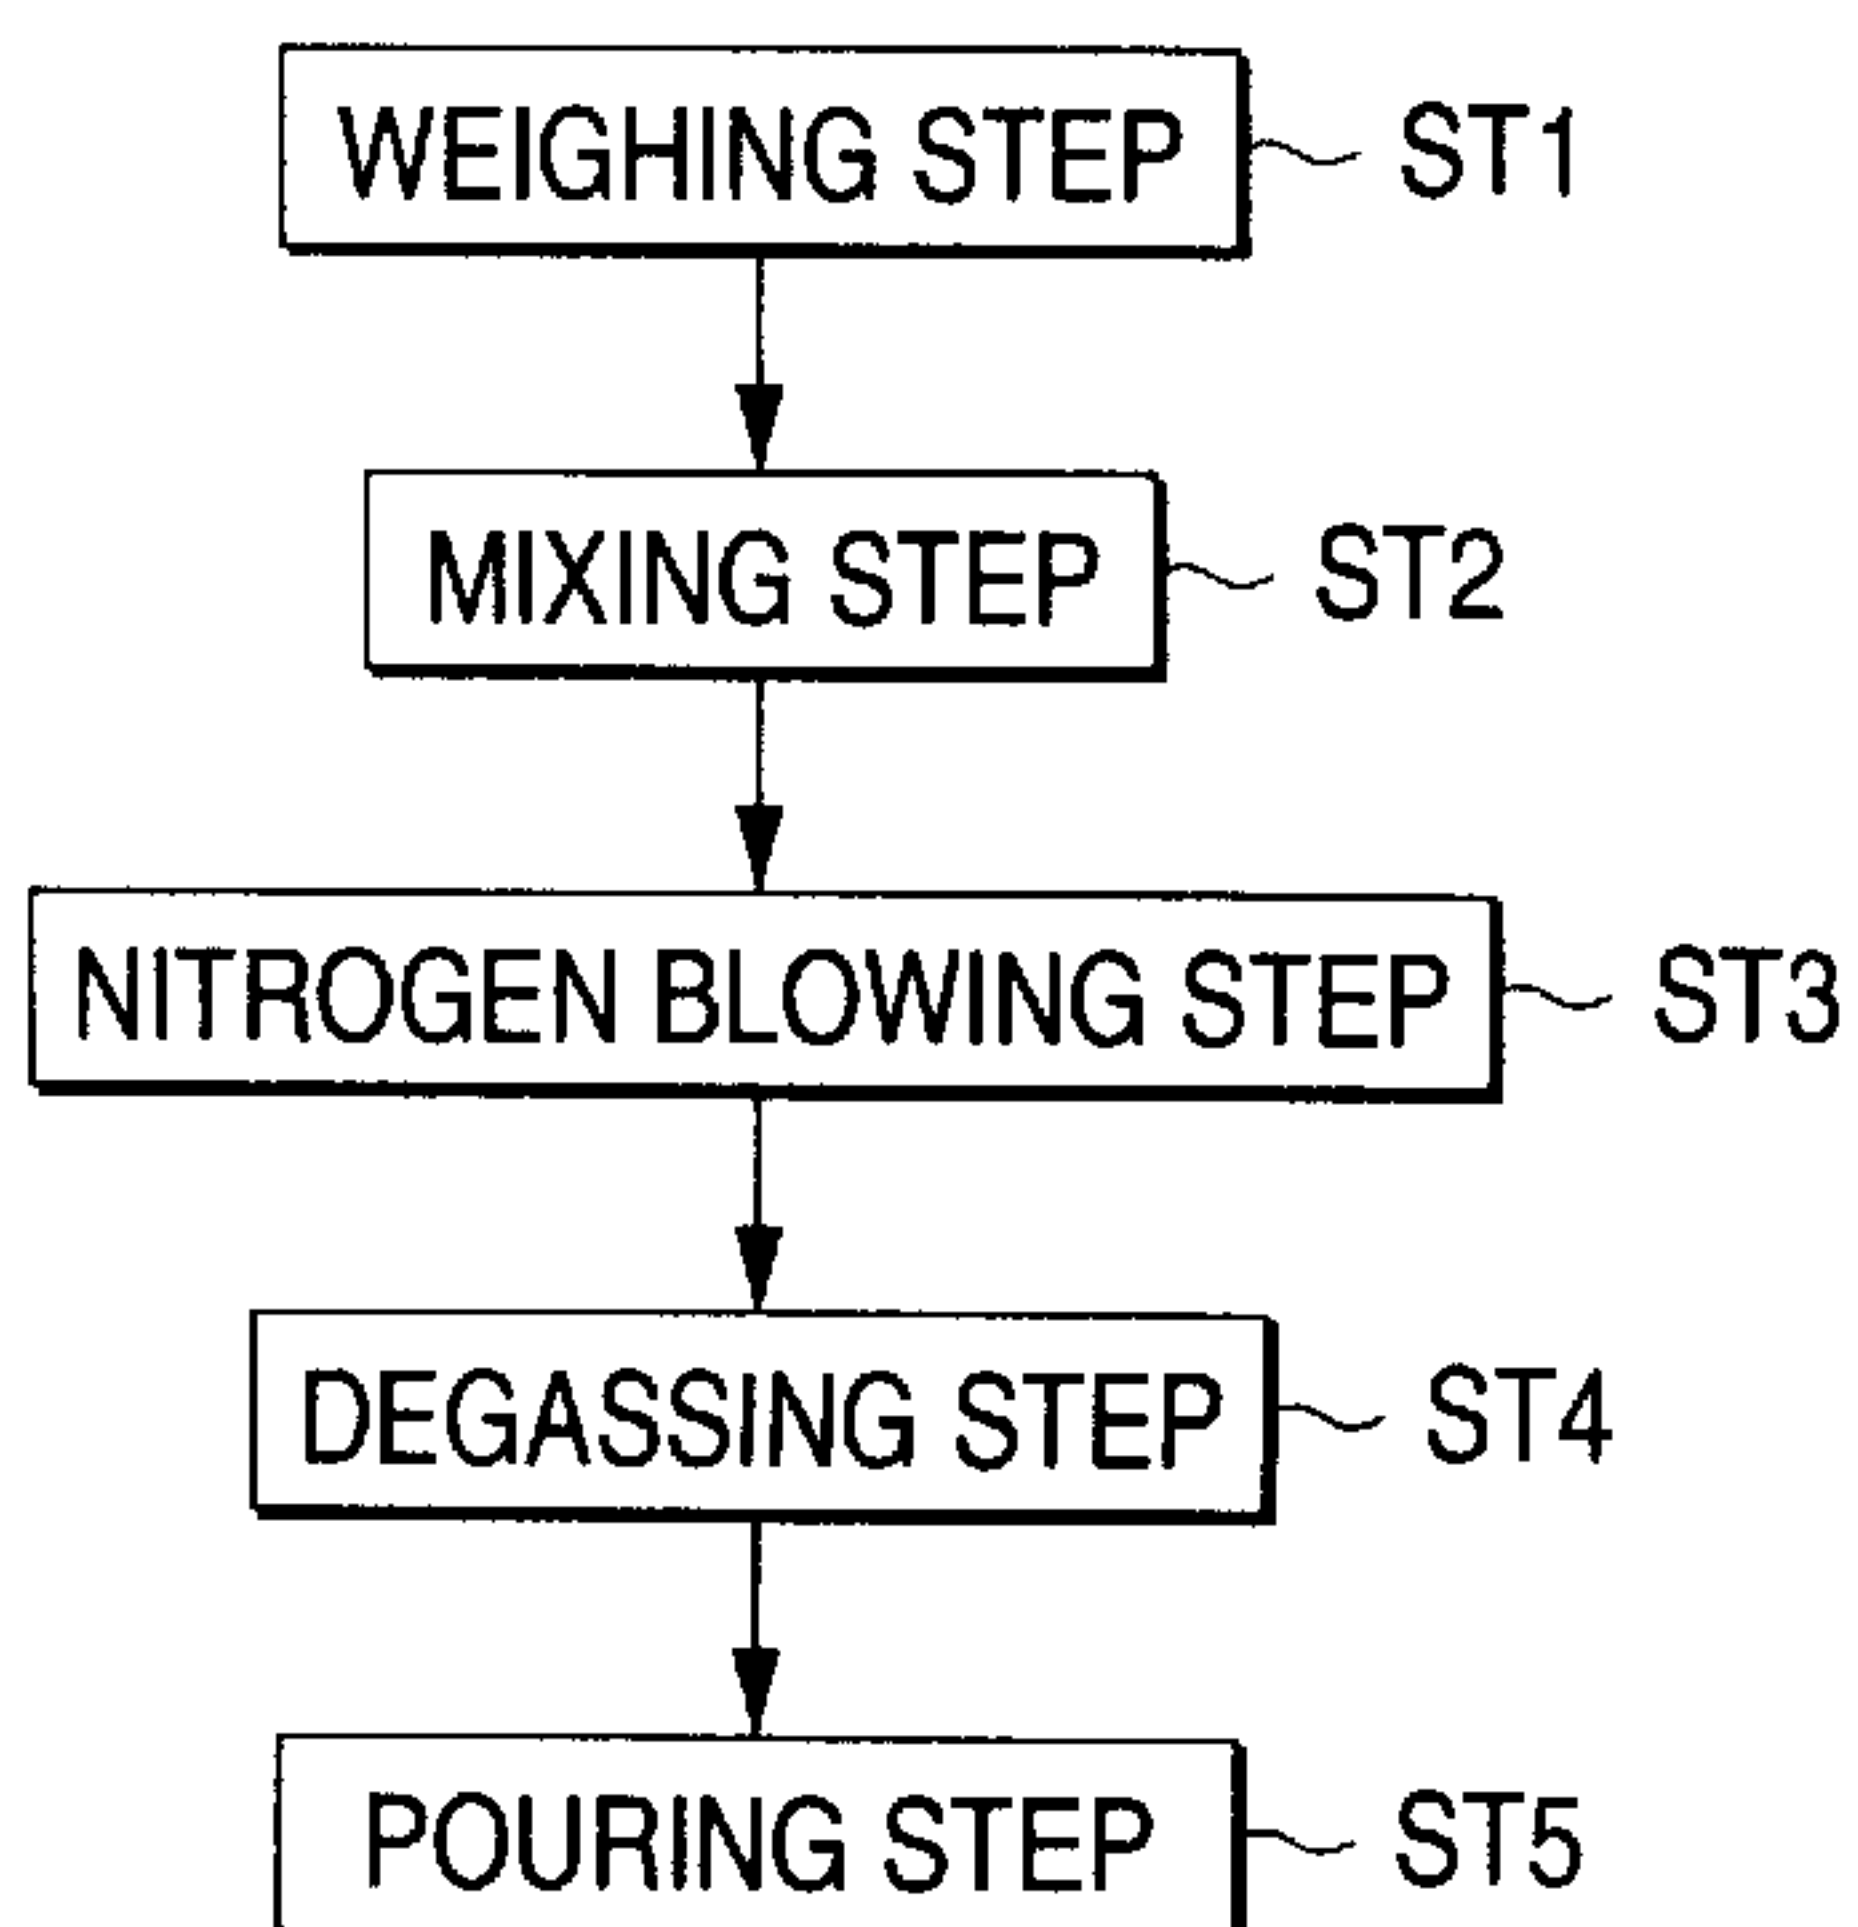 WEIGHING STEP ST1
MIXING STEP ST2
NITROGEN BLOWING STEP ST3
DEGASSING STEP ST4
POURING STEP ST5